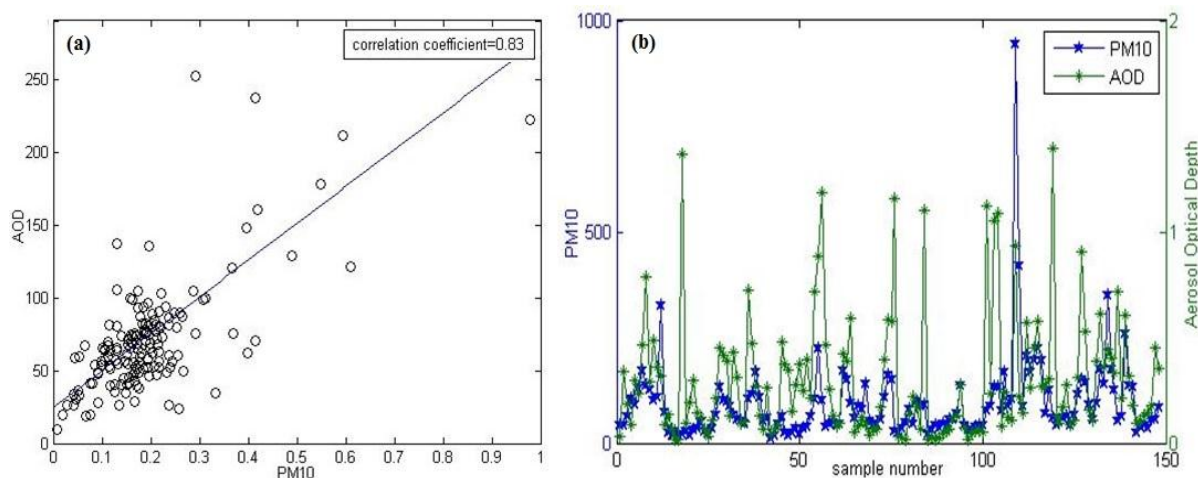 (a)
correlation coefficient=0.83
AOD
250
200
150
100
50
0
0 0.1 0.2 0.3 0.4 0.5 0.6 0.7 0.8 0.9 1
PM10
(b)
PM10
AOD
PM10
1000
500
0
2
1
0
Aerosol Optical Depth
0 50 100 150
sample number